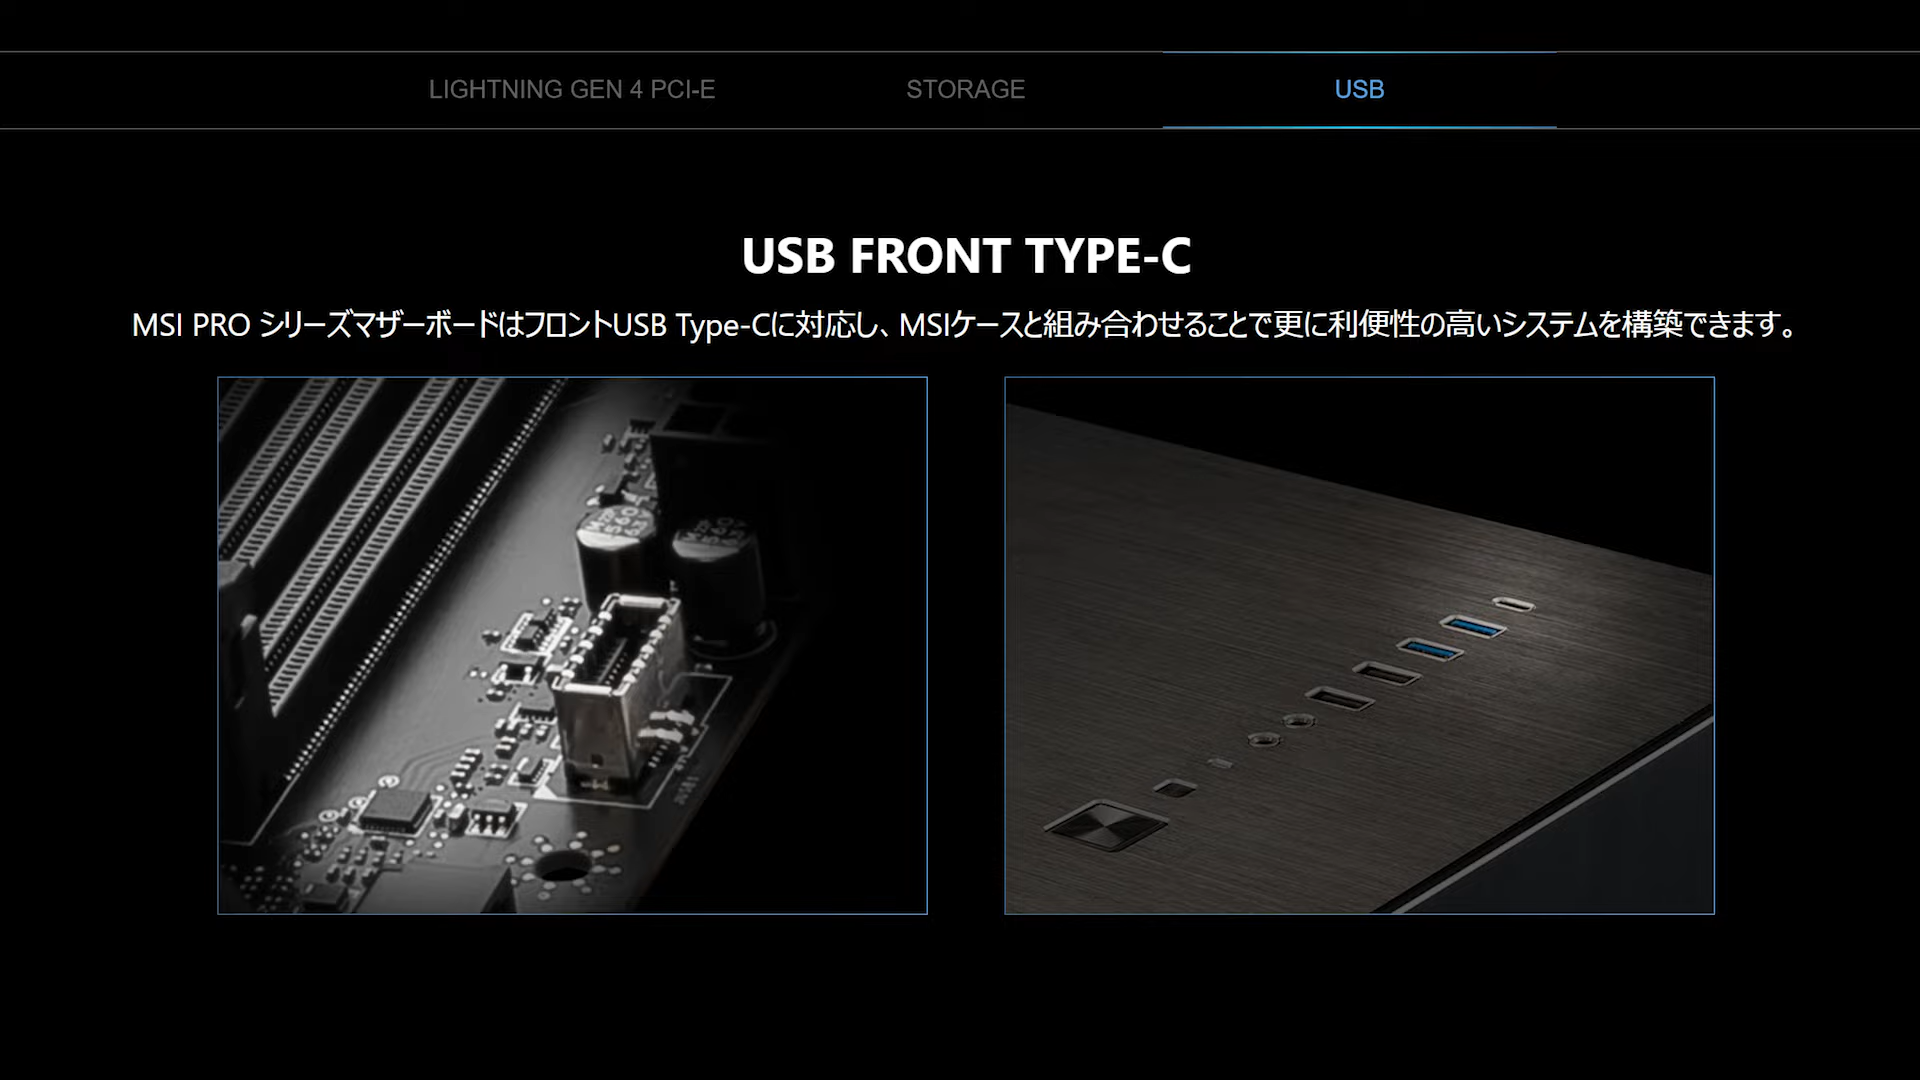 LIGHTNING GEN 4 PCI-E
STORAGE
USB
USB FRONT TYPE-C
MSI PRO シリーズマザーボードはフロントUSB Type-Cに対応し、MSIケースと組み合わせることで更に利便性の高いシステムを構築できます。